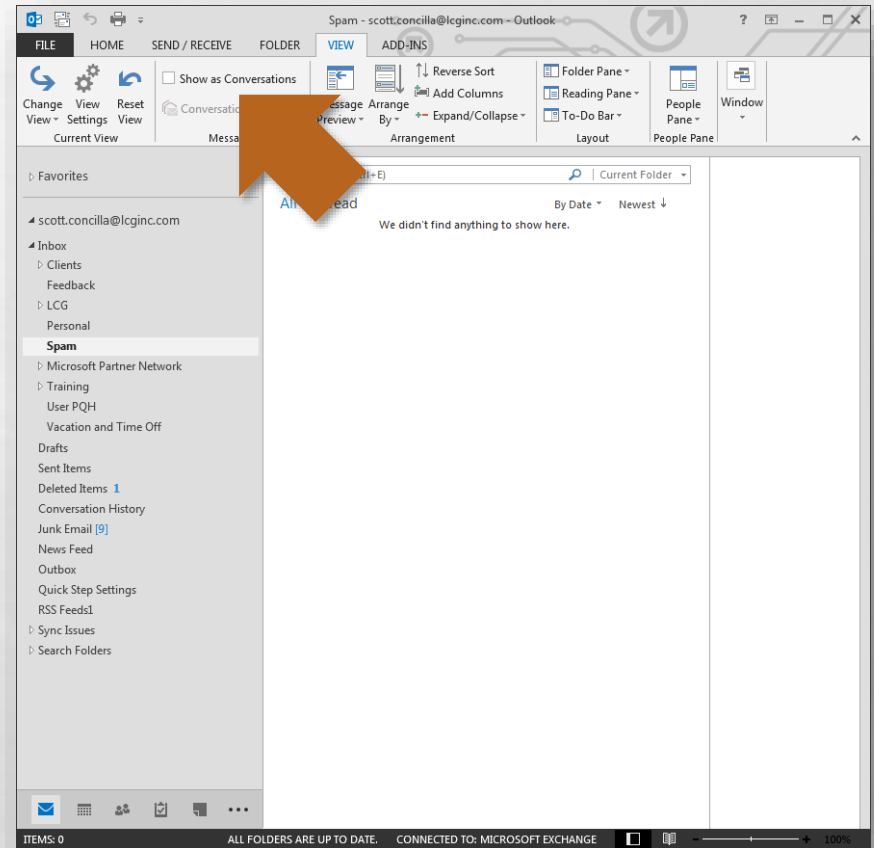 Spam - scott.concilla@lcginc.com - Outlook
?
FILE HOME SEND / RECEIVE FOLDER VIEW ADD-INS
Show as Conversations
Reverse Sort
Folder Pane
Add Columns
Reading Pane
Change View Reset
Arrange
People
Window
View Settings View
Preview By
Expand/Collapse
To-Do Bar
Pane
Current View
Arrangement
Layout
People Pane
Favorites
Current Folder
By Date Newest
scott.concilla@lcginc.com
We didn't find anything to show here.
Inbox
Clients
Feedback
LCG
Personal
Spam
Microsoft Partner Network
Training
User PQH
Vacation and Time Off
Drafts
Sent Items
Deleted Items 1
Conversation History
Junk Email [9]
News Feed
Outbox
Quick Step Settings
RSS Feeds1
Sync Issues
Search Folders
ITEMS: 0 ALL FOLDERS ARE UP TO DATE. CONNECTED TO: MICROSOFT EXCHANGE 100%